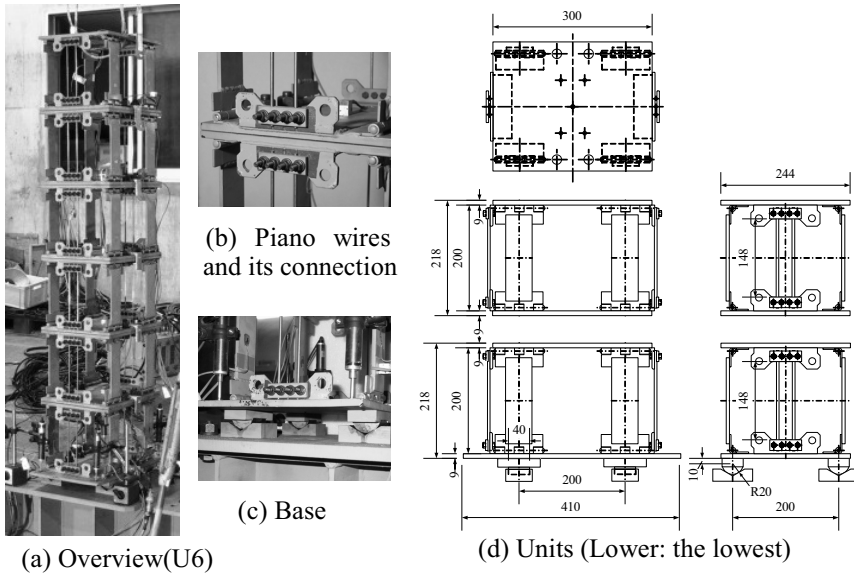 (a) Overview(U6)
(b) Piano wires
and its connection
(c) Base
300
244
9
218
200
148
9
9
218
200
148
40
9
200
410
10
R20
200
(d) Units (Lower: the lowest)